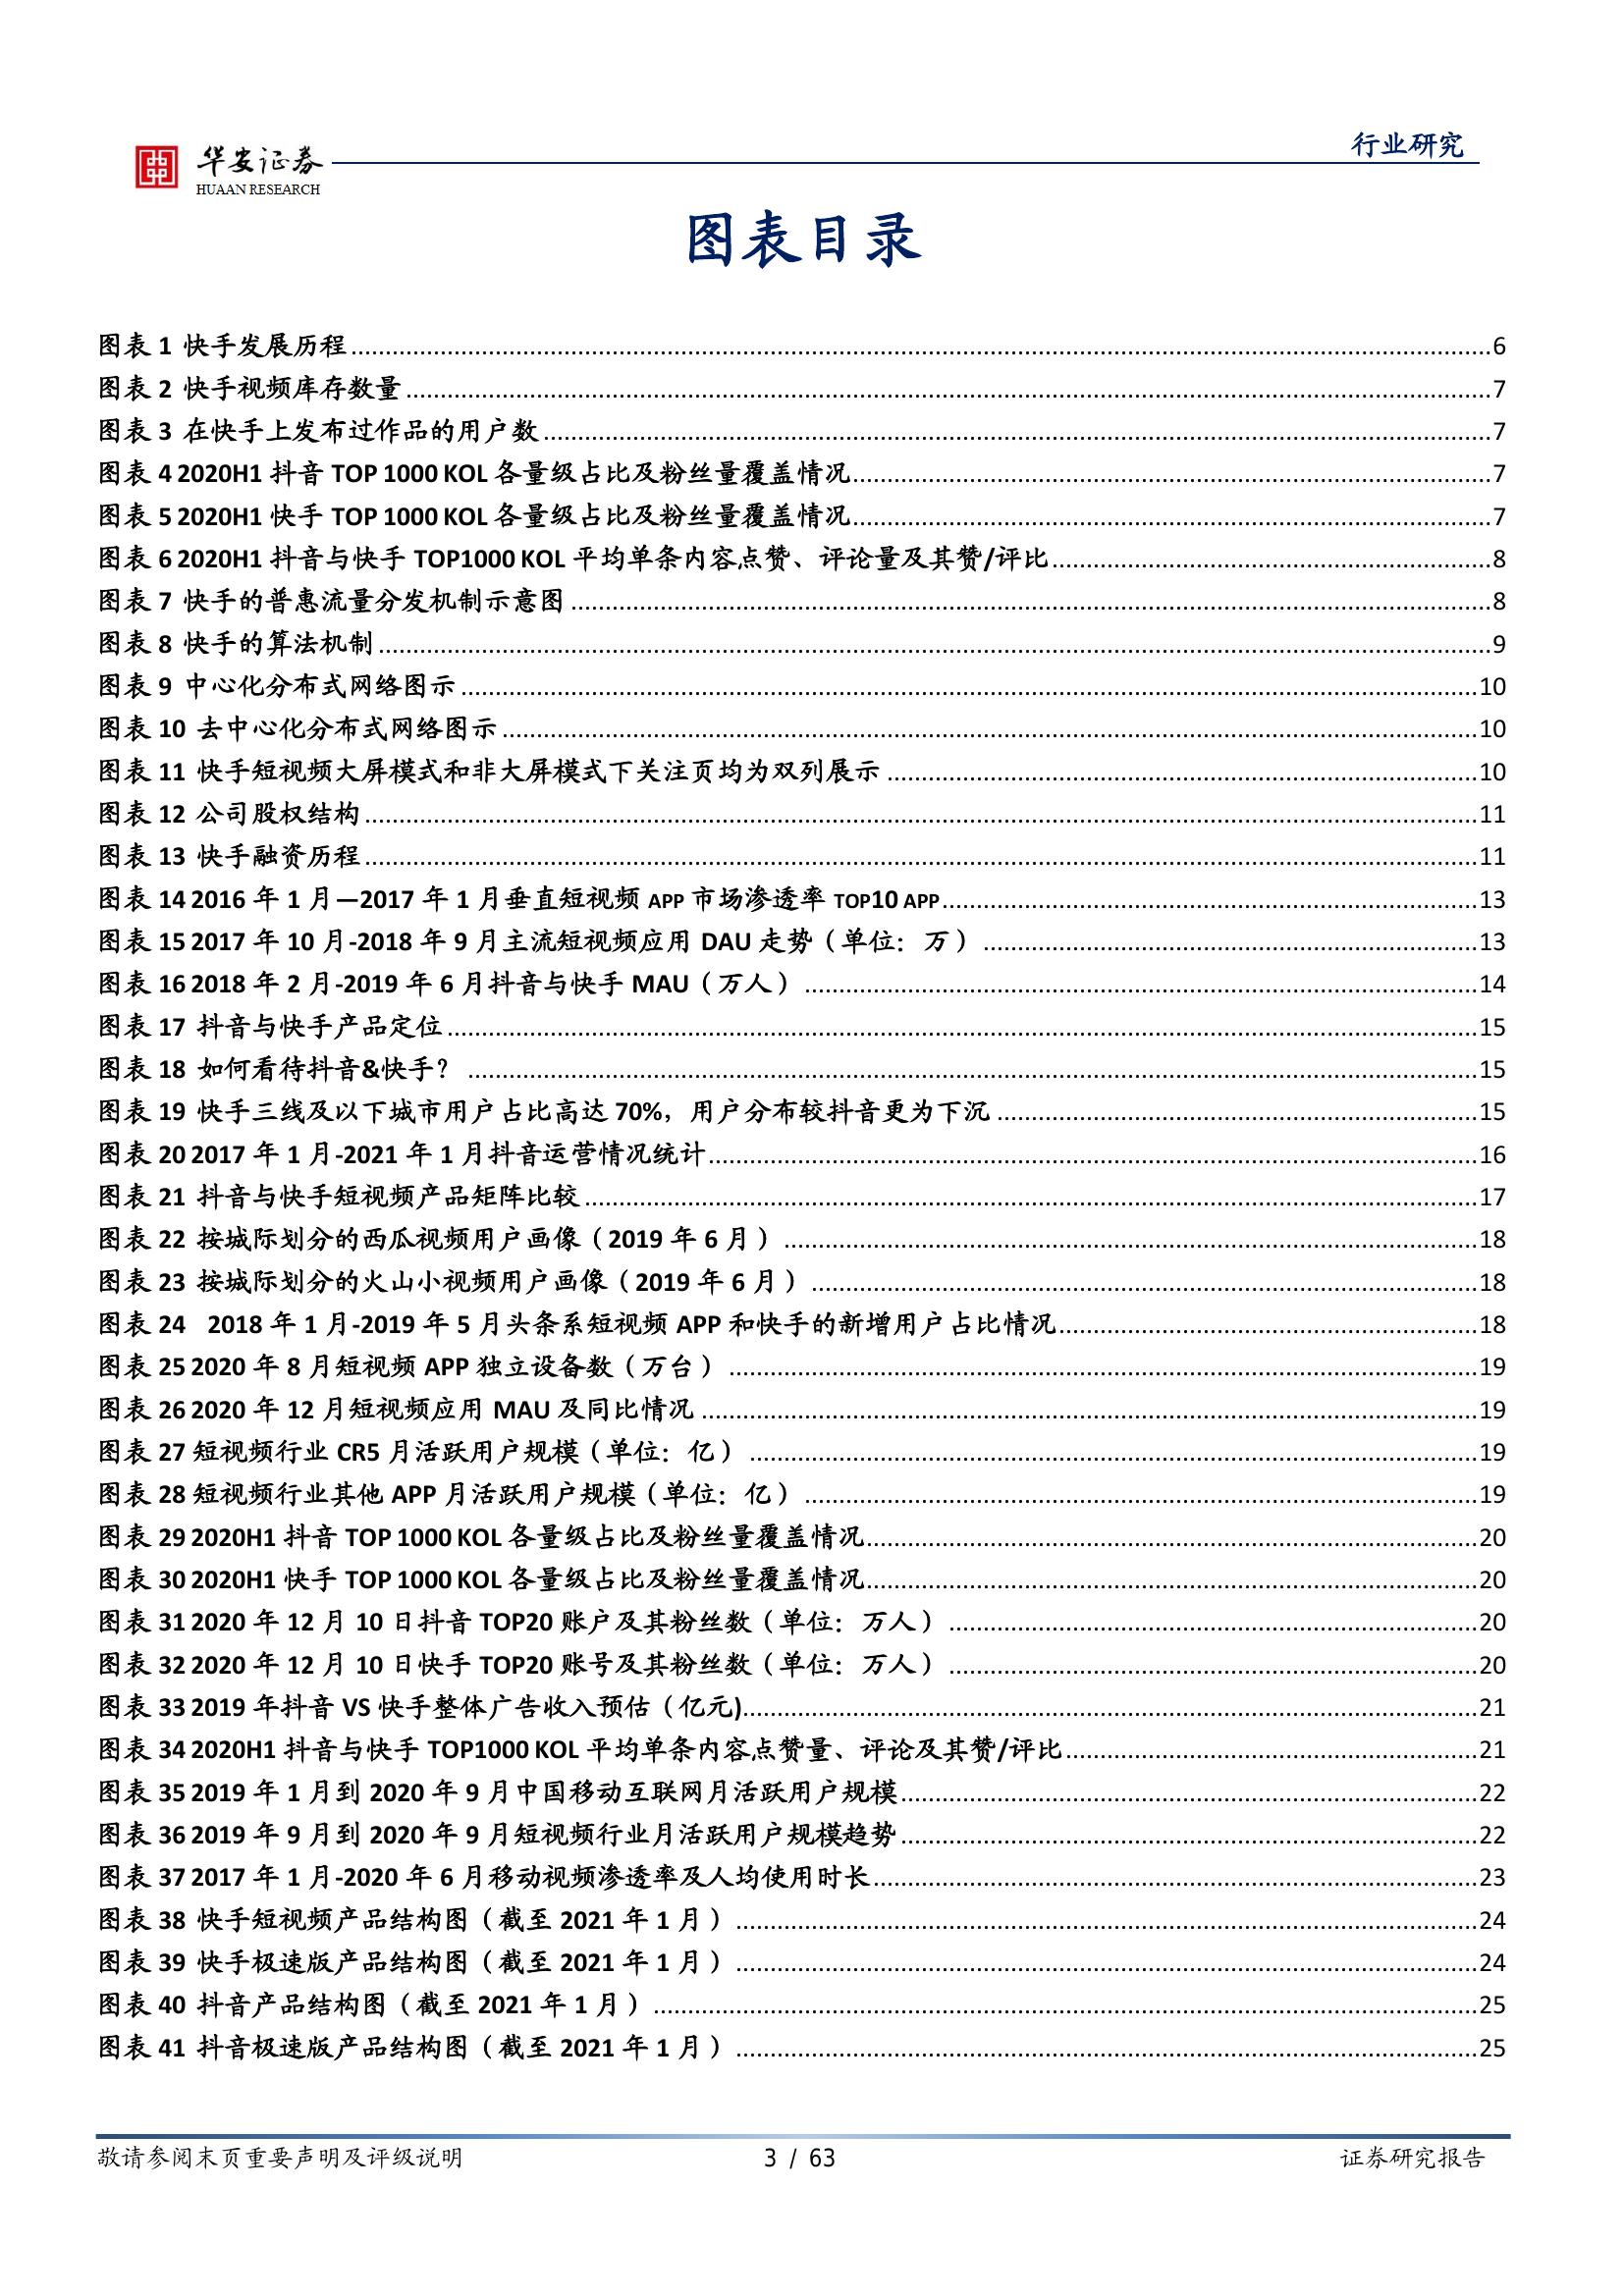 华安证券
HUAAN RESEARCH
行业研究
图表目录
图表 1 快手发展历程 6
图表 2 快手视频库存数量 7
图表 3 在快手上发布过作品的用户数 7
图表 4 2020H1 抖音 TOP 1000 KOL 各量级占比及粉丝量覆盖情况 7
图表 5 2020H1 快手 TOP 1000 KOL 各量级占比及粉丝量覆盖情况 7
图表 6 2020H1 抖音与快手 TOP1000 KOL 平均单条内容点赞、评论量及其赞/评比 8
图表 7 快手的普惠流量分发机制示意图 8
图表 8 快手的算法机制 9
图表 9 中心化分布式网络图示 10
图表 10 去中心化分布式网络图示 10
图表 11 快手短视频大屏模式和非大屏模式下关注页均为双列展示 10
图表 12 公司股权结构 11
图表 13 快手融资历程 11
图表 14 2016 年 1 月—2017 年 1 月垂直短视频 APP 市场渗透率 TOP10 APP 13
图表 15 2017 年 10 月-2018 年 9 月主流短视频应用 DAU 走势（单位：万） 13
图表 16 2018 年 2 月-2019 年 6 月抖音与快手 MAU（万人） 14
图表 17 抖音与快手产品定位 15
图表 18 如何看待抖音&快手？ 15
图表 19 快手三线及以下城市用户占比高达 70%，用户分布较抖音更为下沉 15
图表 20 2017 年 1 月-2021 年 1 月抖音运营情况统计 16
图表 21 抖音与快手短视频产品矩阵比较 17
图表 22 按城际划分的西瓜视频用户画像（2019 年 6 月） 18
图表 23 按城际划分的火山小视频用户画像（2019 年 6 月） 18
图表 24 2018 年 1 月-2019 年 5 月头条系短视频 APP 和快手的新增用户占比情况 18
图表 25 2020 年 8 月短视频 APP 独立设备数（万台） 19
图表 26 2020 年 12 月短视频应用 MAU 及同比情况 19
图表 27 短视频行业 CR5 月活跃用户规模（单位：亿） 19
图表 28 短视频行业其他 APP 月活跃用户规模（单位：亿） 19
图表 29 2020H1 抖音 TOP 1000 KOL 各量级占比及粉丝量覆盖情况 20
图表 30 2020H1 快手 TOP 1000 KOL 各量级占比及粉丝量覆盖情况 20
图表 31 2020 年 12 月 10 日抖音 TOP20 账户及其粉丝数（单位：万人） 20
图表 32 2020 年 12 月 10 日快手 TOP20 账号及其粉丝数（单位：万人） 20
图表 33 2019 年抖音 VS 快手整体广告收入预估（亿元) 21
图表 34 2020H1 抖音与快手 TOP1000 KOL 平均单条内容点赞量、评论及其赞/评比 21
图表 35 2019 年 1 月到 2020 年 9 月中国移动互联网月活跃用户规模 22
图表 36 2019 年 9 月到 2020 年 9 月短视频行业月活跃用户规模趋势 22
图表 37 2017 年 1 月-2020 年 6 月移动视频渗透率及人均使用时长 23
图表 38 快手短视频产品结构图（截至 2021 年 1 月） 24
图表 39 快手极速版产品结构图（截至 2021 年 1 月） 24
图表 40 抖音产品结构图（截至 2021 年 1 月） 25
图表 41 抖音极速版产品结构图（截至 2021 年 1 月） 25
敬请参阅末页重要声明及评级说明
3 / 63
证券研究报告